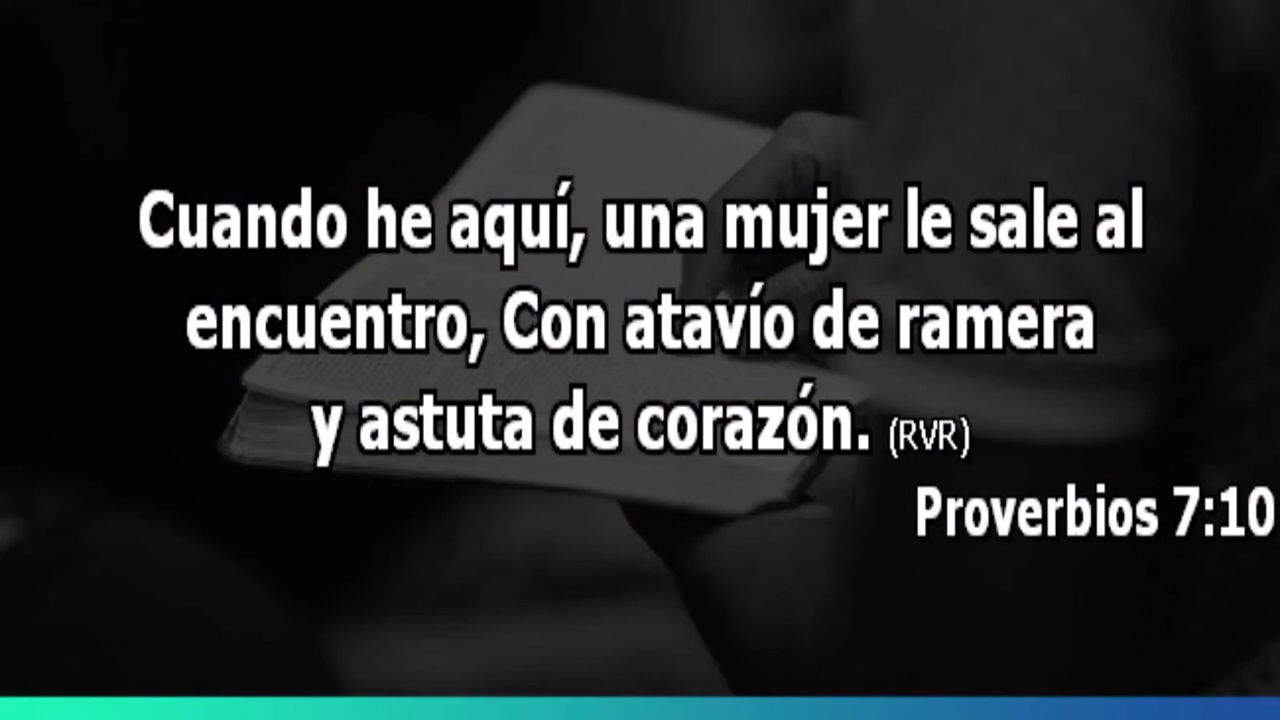 Cuando he aquí, una mujer le sale al
encuentro, Con atavío de ramera
y astuta de corazón. (RVR)
Proverbios 7:10